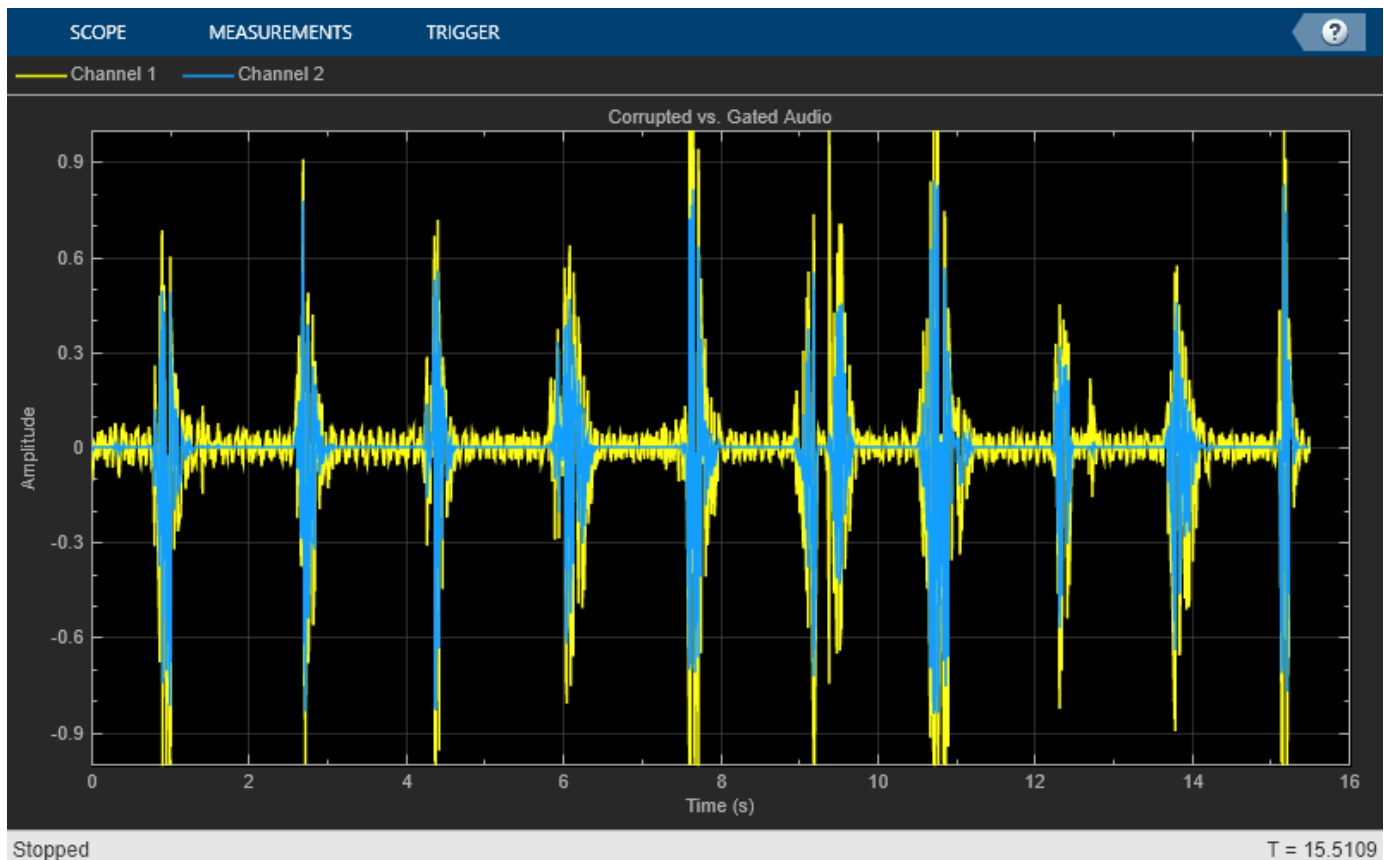 SCOPE MEASUREMENTS TRIGGER ?
Channel 1 Channel 2
Corrupted vs. Gated Audio
0.9
0.6
0.3
0
-0.3
-0.6
-0.9
Amplitude
0 2 4 6 8 10 12 14 16
Time (s)
Stopped T = 15.5109